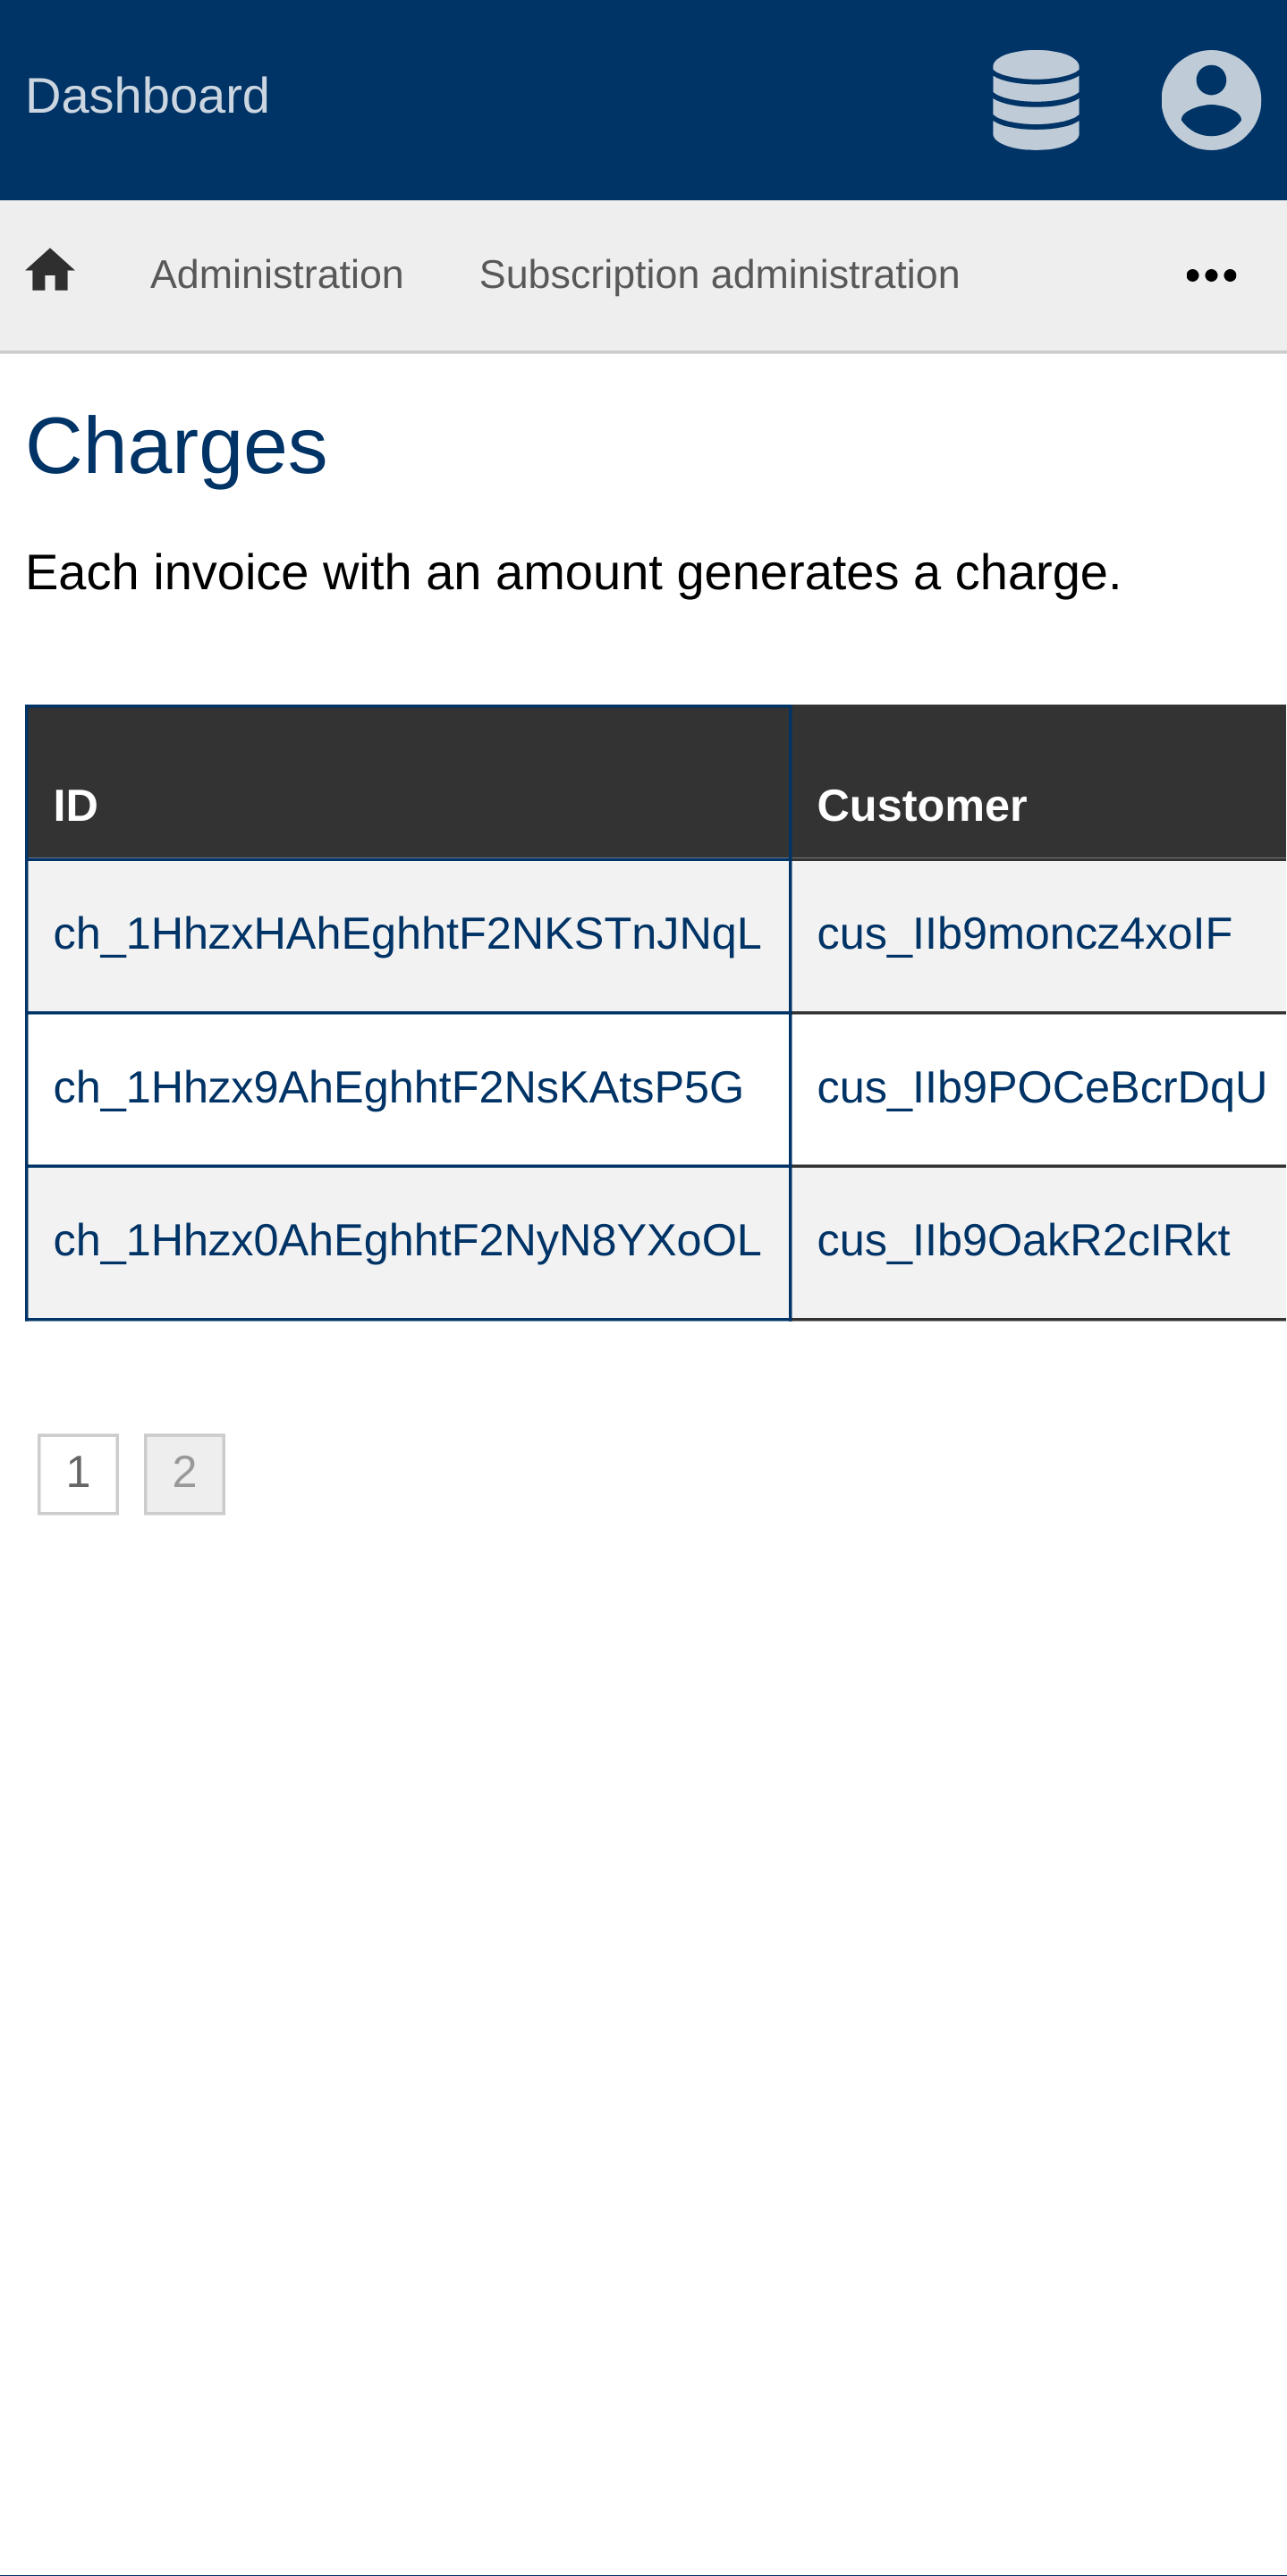 Dashboard
Administration Subscription administration
Charges
Each invoice with an amount generates a charge.
ID Customer
ch_1HhzxHAhEghhtF2NKSTnJNqL cus_IIb9moncz4xoIF
ch_1Hhzx9AhEghhtF2NsKAtsP5G cus_IIb9POCeBcrDqU
ch_1Hhzx0AhEghhtF2NyN8YXoOL cus_IIb9OakR2cIRkt
1 2